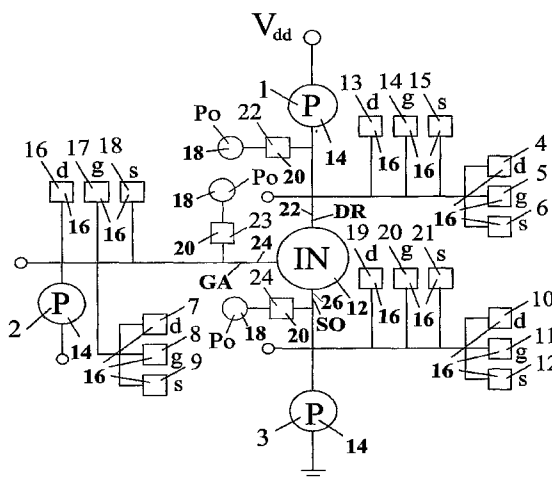 Vdd
1 P 14
13 d 14 g 15 s
16 16
Po 22
18 20
16 d 17 g 18 s
16 16
18 Po
23
20
22 DR
4 d
5 g
6 s
16
24
GA
IN
12
19 d 20 g 21 s
16 16
24
26
SO
Po 18 20
2 P 14
7 d
8 g
9 s
16
10 d
11 g
12 s
16
3 P 14